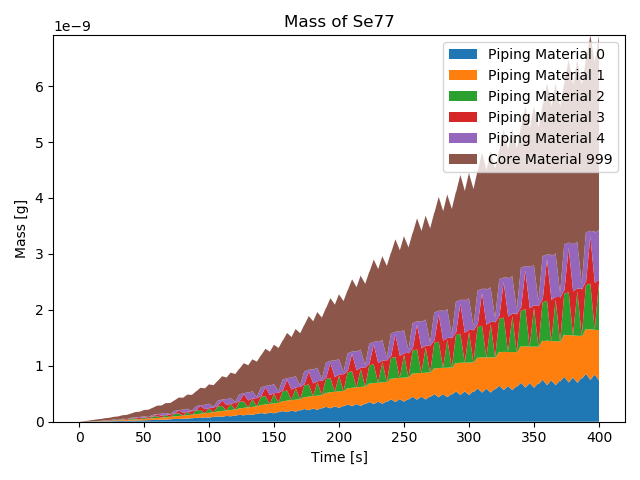 Mass of Se77
1e−9
Piping Material 0
Piping Material 1
Piping Material 2
Piping Material 3
Piping Material 4
Core Material 999
6
5
4
3
2
1
0
Mass [g]
0 50 100 150 200 250 300 350 400
Time [s]